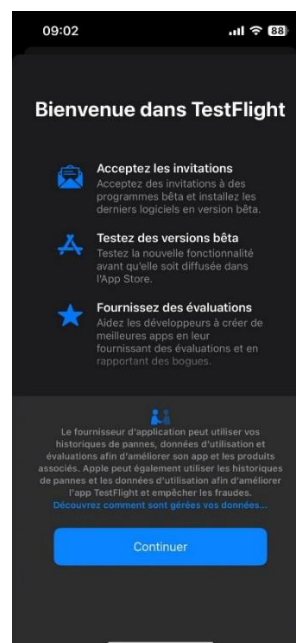 09:02
88
Bienvenue dans TestFlight
Acceptez les invitations
Acceptez des invitations à des
programmes bêta et installez les
derniers logiciels en version bêta.
Testez des versions bêta
Testez la nouvelle fonctionnalité
avant qu'elle soit diffusée dans
l'App Store.
Fournissez des évaluations
Aidez les développeurs à créer de
meilleures apps en leur
fournissant des évaluations et en
rapportant des bogues.
Le fournisseur d'application peut utiliser vos
historiques de pannes, données d'utilisation et
évaluations afin d'améliorer son app et les produits
associés. Apple peut également utiliser les historiques
de pannes et les données d'utilisation afin d'améliorer
l'app TestFlight et empêcher les fraudes.
Découvrez comment sont gérées vos données...
Continuer